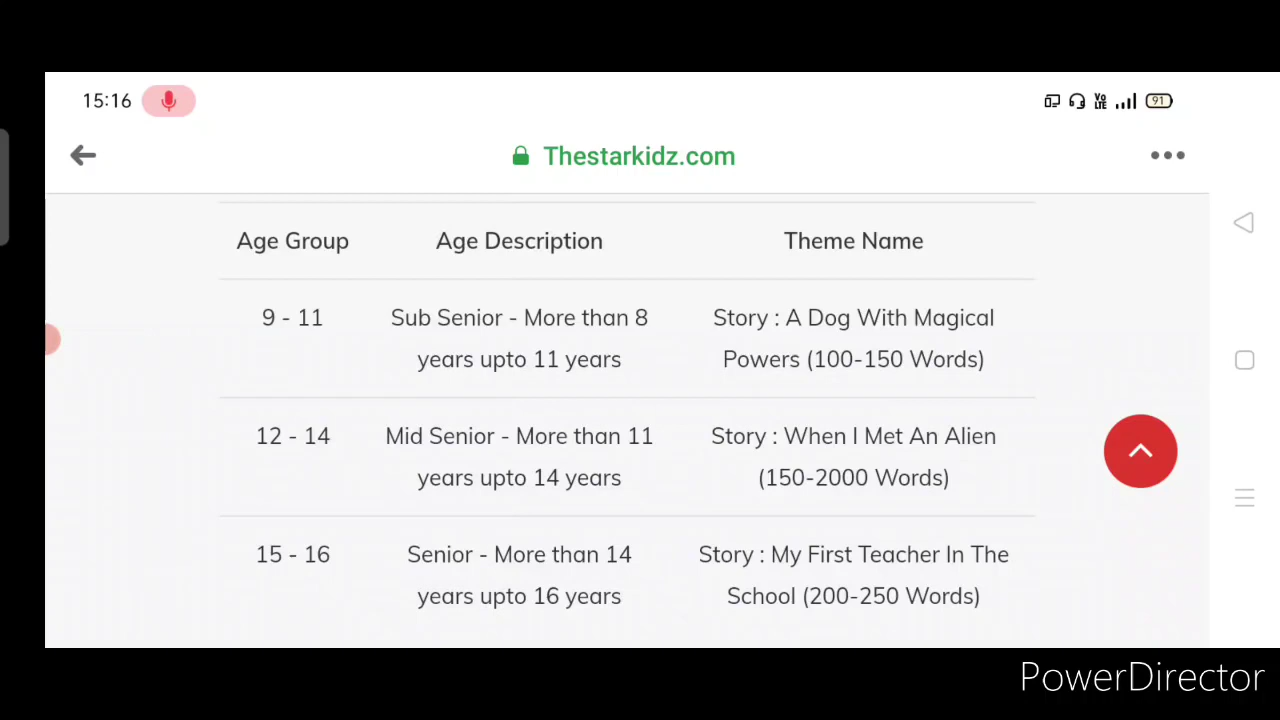 15:16 Vo LTE 91
Thestarkidz.com
Age Group Age Description Theme Name
9 - 11 Sub Senior - More than 8 Story : A Dog With Magical
years upto 11 years Powers (100-150 Words)
12 - 14 Mid Senior - More than 11 Story : When I Met An Alien
years upto 14 years (150-2000 Words)
15 - 16 Senior - More than 14 Story : My First Teacher In The
years upto 16 years School (200-250 Words)
PowerDirector